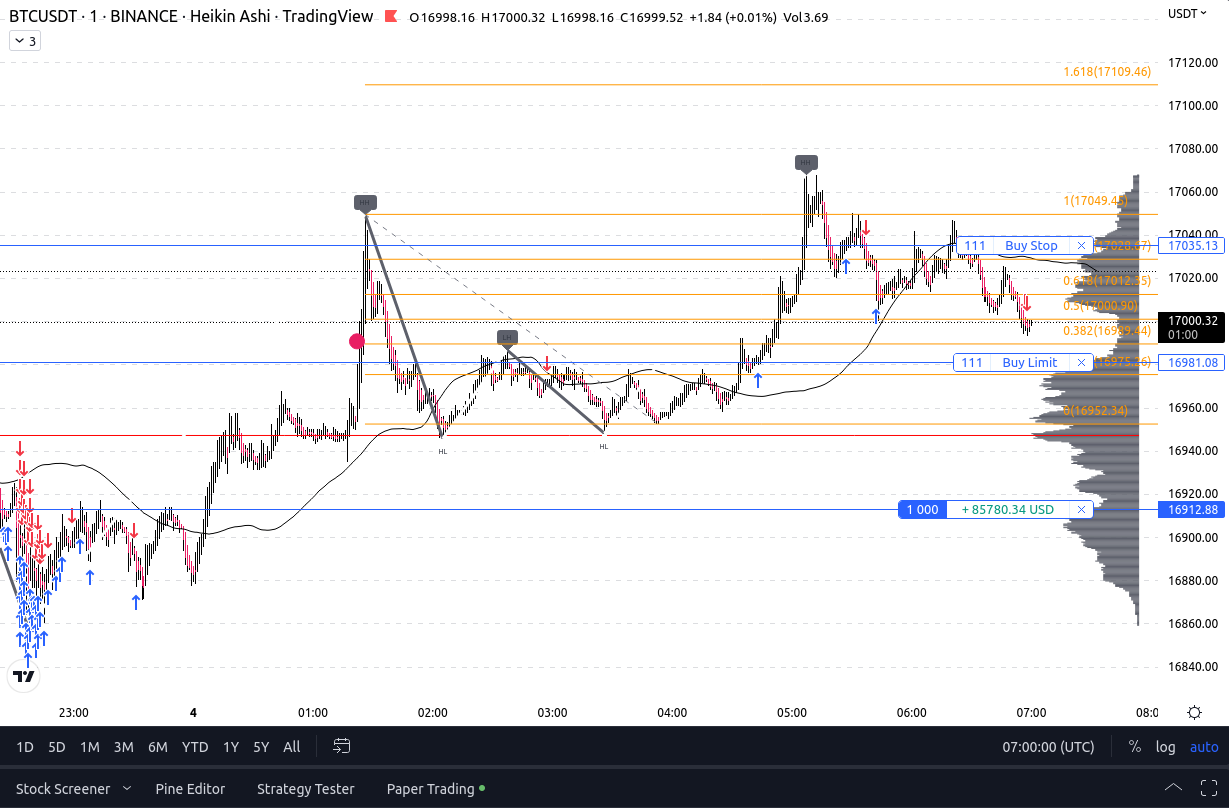 BTCUSDT · 1 · BINANCE · Heikin Ashi · TradingView O16998.16 H17000.32 L16998.16 C16999.52 +1.84 (+0.01%) Vol3.69
USDT
3
17120.00
1.618(17109.46)
17100.00
17080.00
HH
17060.00
1(17049.45)
HH
17040.00
111 Buy Stop × (17028.87) 17035.13
17020.00
0.618(17012.35)
0.5(17000.90)
17000.32
01:00
0.382(16989.44)
CH
111 Buy Limit × 16981.08
16960.00
0(16952.34)
16940.00
HL
HL
16920.00
1 000 +85780.34 USD × 16912.88
16900.00
16880.00
16860.00
16840.00
23:00 4 01:00 02:00 03:00 04:00 05:00 06:00 07:00 08:0
1D 5D 1M 3M 6M YTD 1Y 5Y All 07:00:00 (UTC) % log auto
Stock Screener Pine Editor Strategy Tester Paper Trading